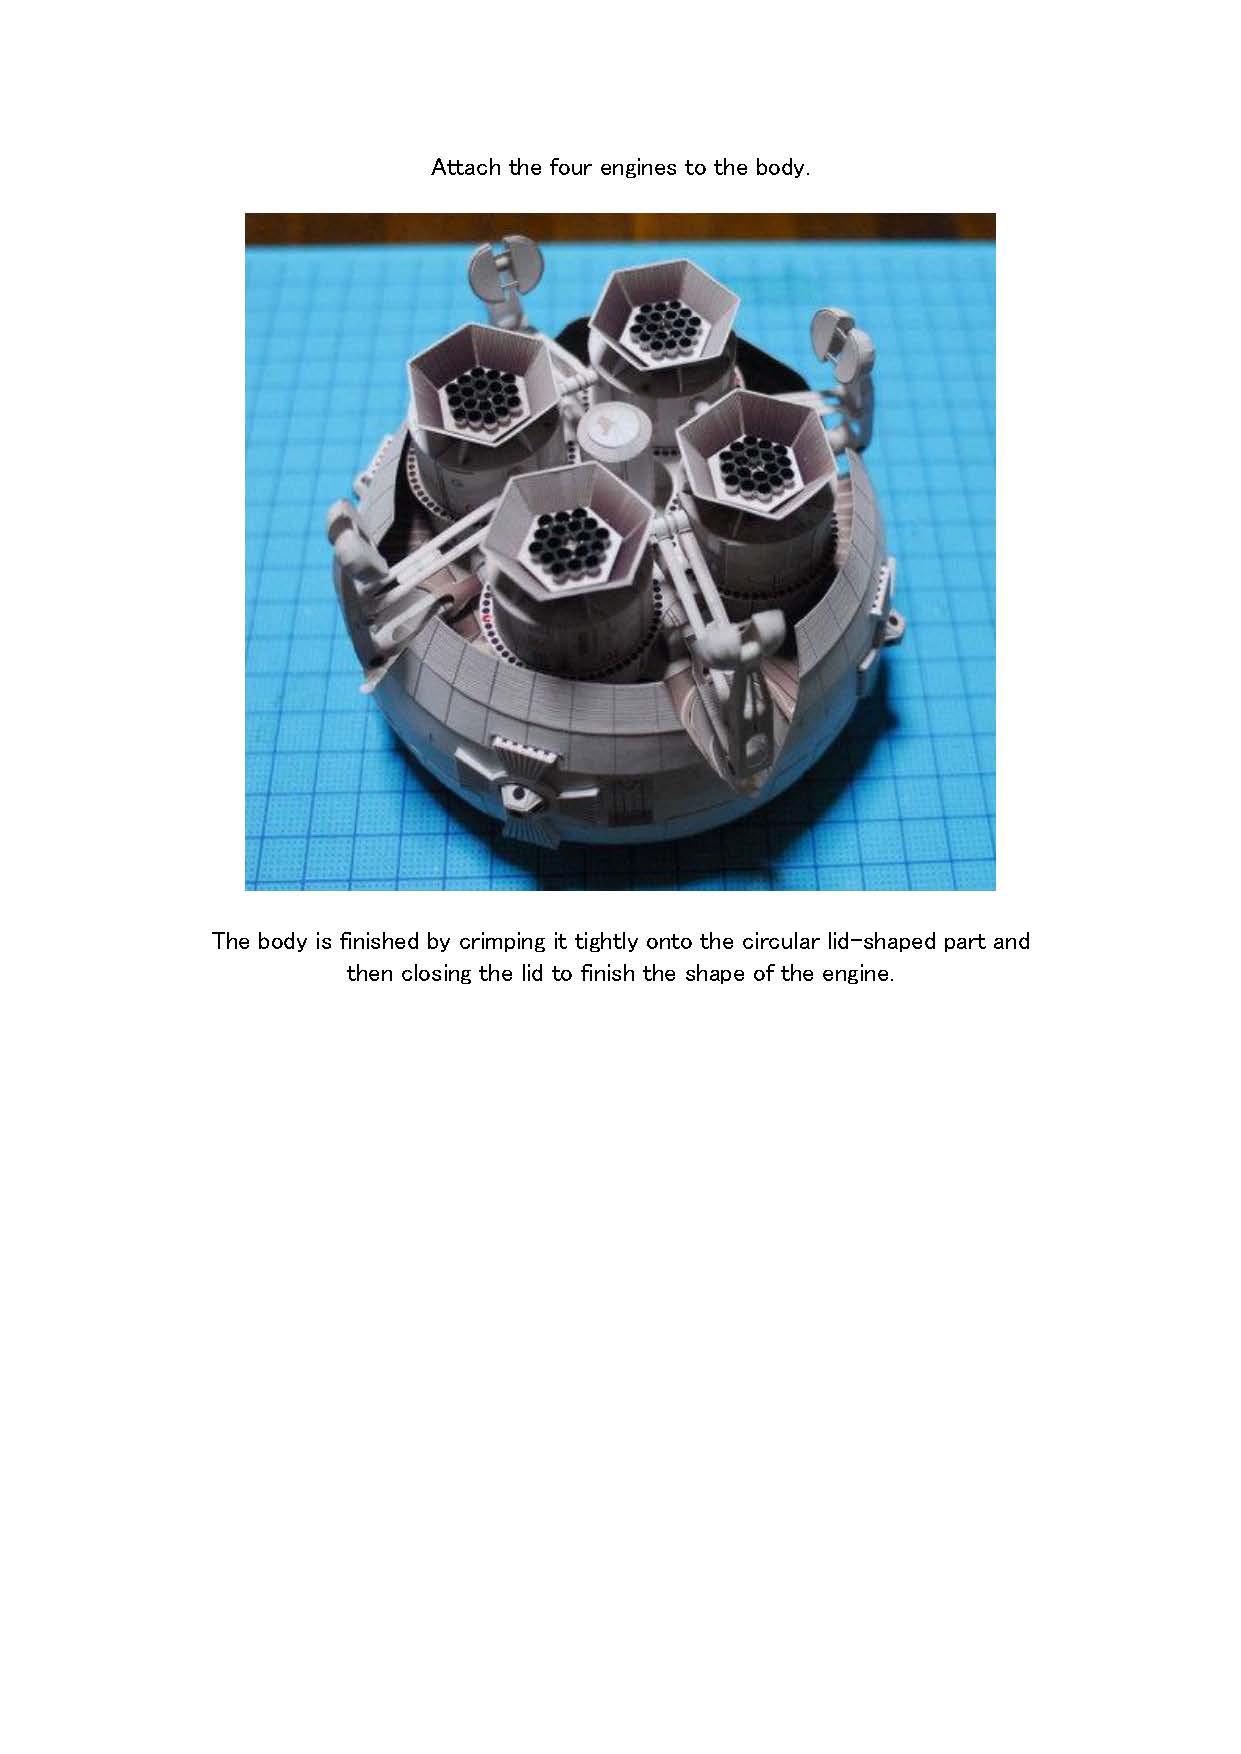 Attach the four engines to the body.
The body is finished by crimping it tightly onto the circular lid-shaped part and
then closing the lid to finish the shape of the engine.